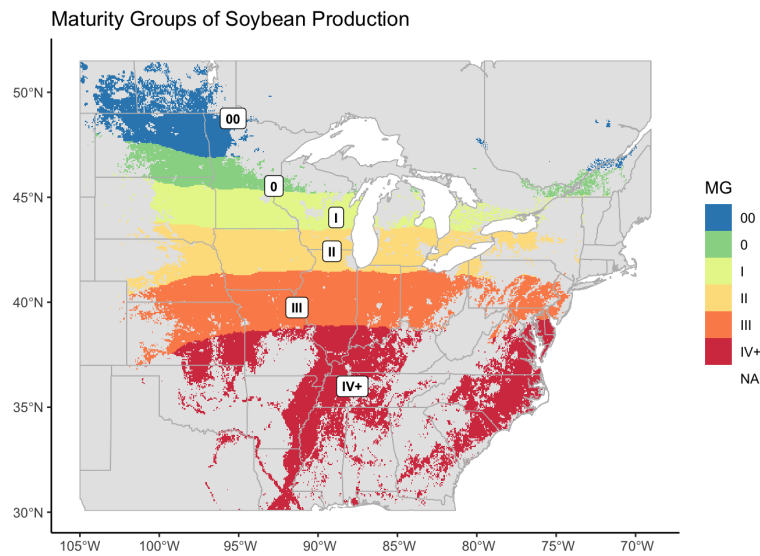 Maturity Groups of Soybean Production
50°N
45°N
40°N
35°N
30°N
00
0
I
II
III
IV+
105°W 100°W 95°W 90°W 85°W 80°W 75°W 70°W
MG
00
0
I
II
III
IV+
NA